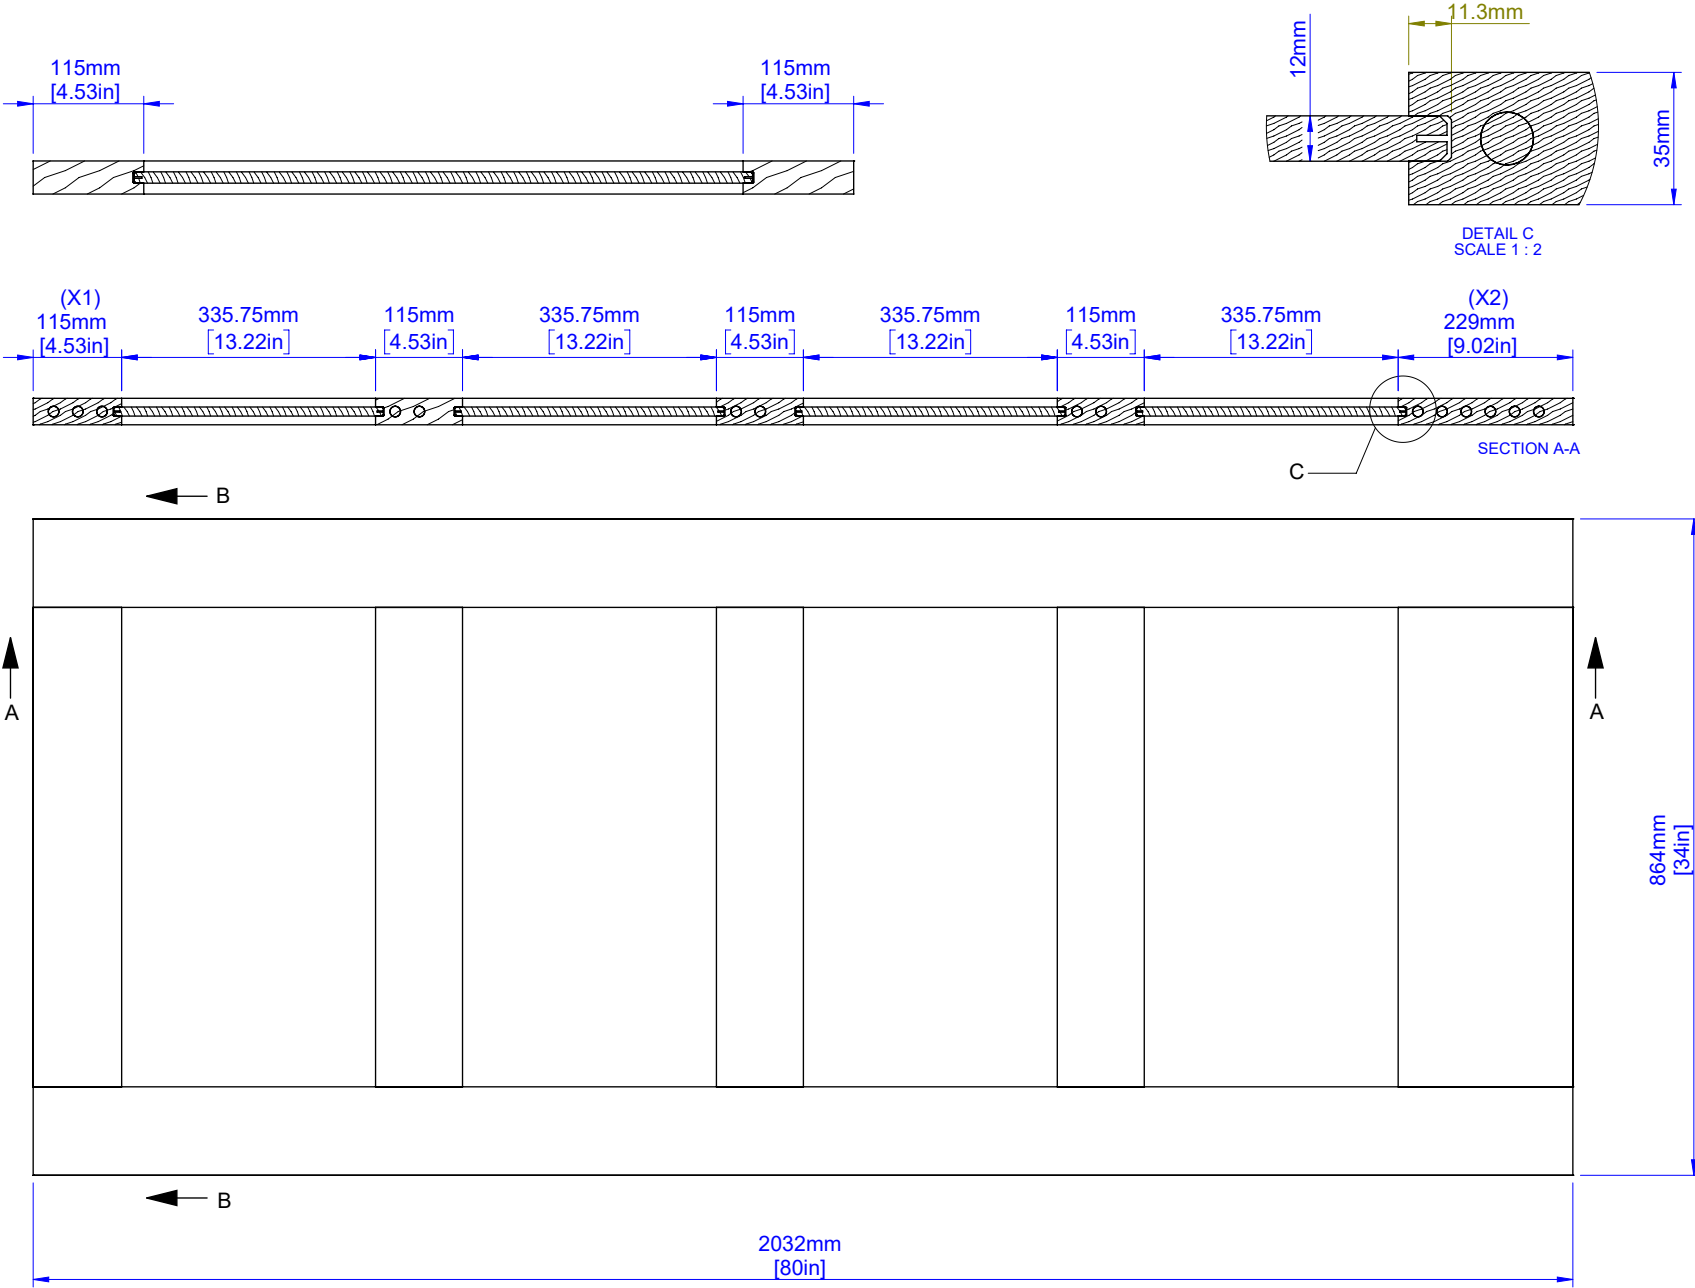 115mm
[4.53in]
115mm
[4.53in]
11.3mm
12mm
35mm
DETAIL C
SCALE 1 : 2
(X1)
115mm
[4.53in]
335.75mm
[13.22in]
115mm
[4.53in]
335.75mm
[13.22in]
115mm
[4.53in]
335.75mm
[13.22in]
115mm
[4.53in]
335.75mm
[13.22in]
(X2)
229mm
[9.02in]
SECTION A-A
C
B
A
A
864mm
[34in]
B
2032mm
[80in]